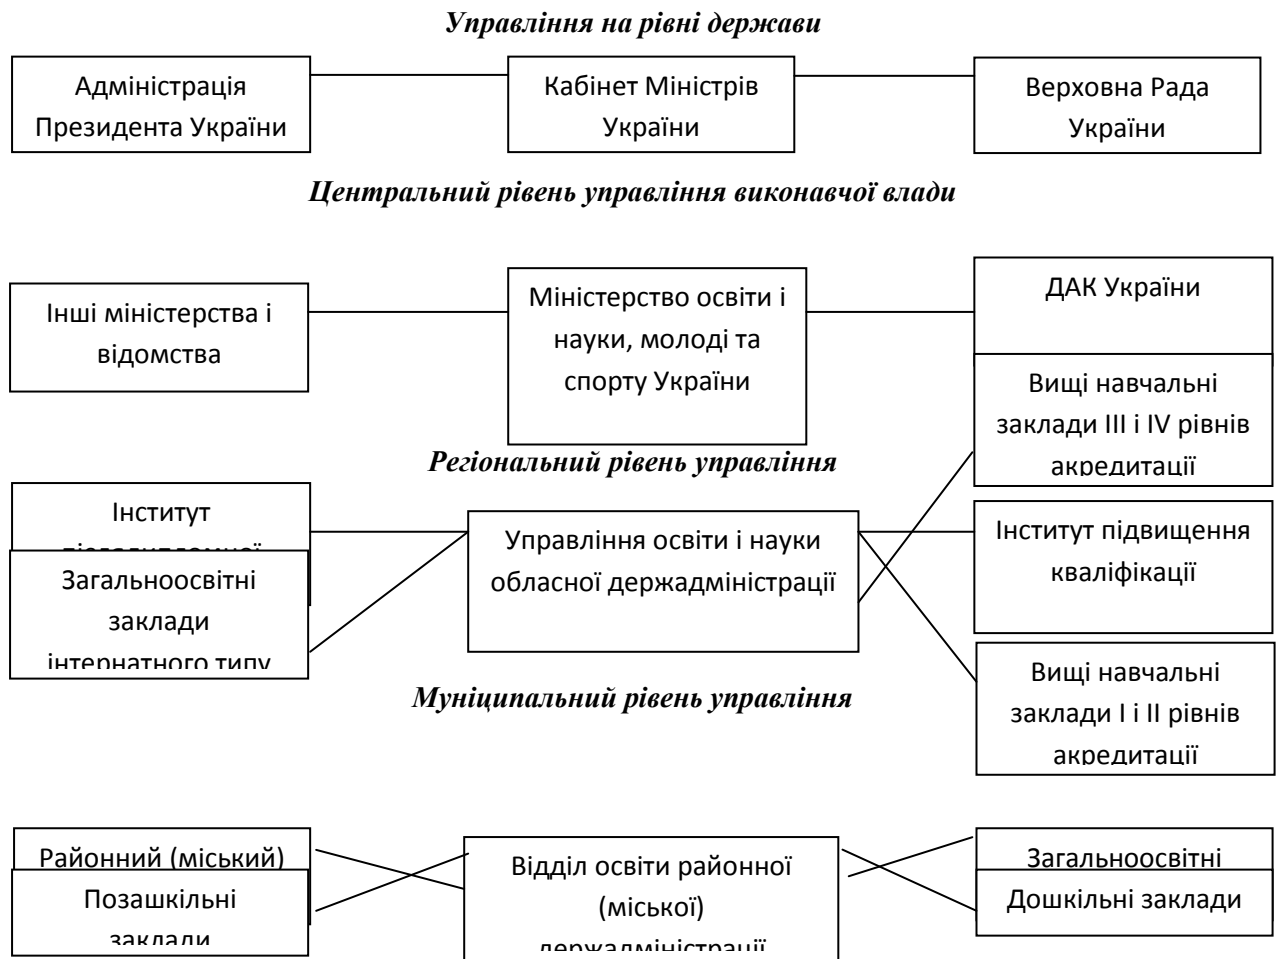 Управління на рівні держави
Адміністрація
Президента України
Кабінет Міністрів
України
Верховна Рада
України
Центральний рівень управління виконавчої влади
Інші міністерства і
відомства
Міністерство освіти і
науки, молоді та
спорту України
ДАК України
Вищі навчальні
заклади III і IV рівнів
акредитації
Регіональний рівень управління
Інститут
Загальноосвітні
заклади
інтернатного типу
Управління освіти і науки
обласної держадміністрації
Інститут підвищення
кваліфікації
Вищі навчальні
заклади I і II рівнів
акредитації
Муніципальний рівень управління
Районний (міський)
Позашкільні
заклади
Відділ освіти районної
(міської)
держадміністрації
Загальноосвітні
Дошкільні заклади